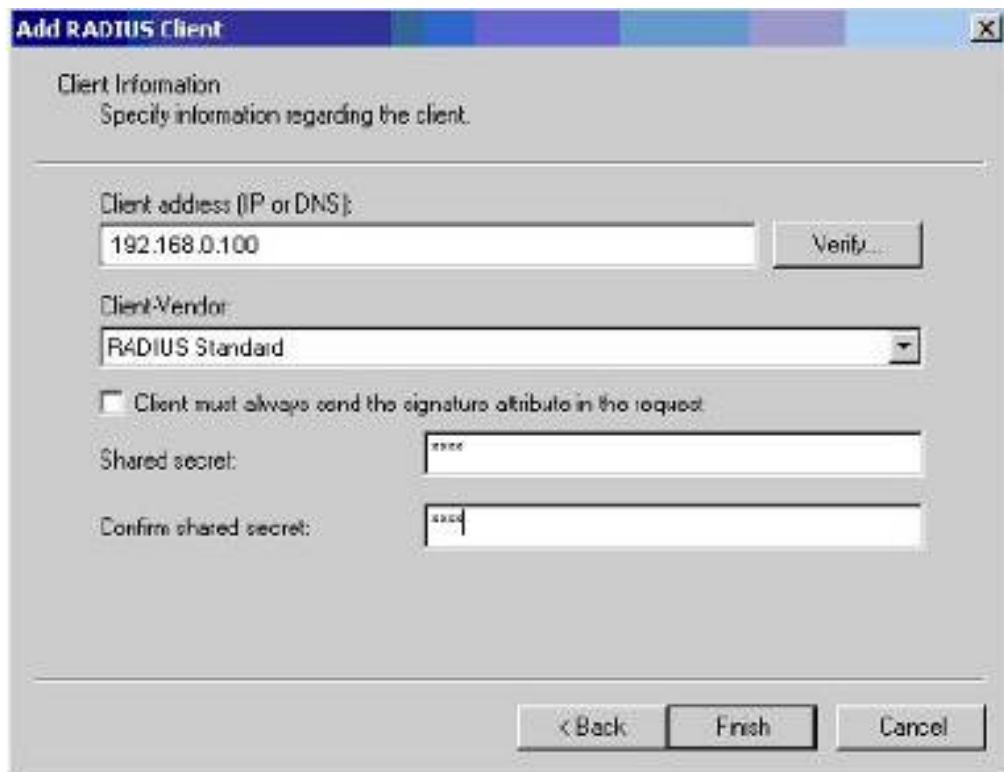 Add RADIUS Client
Client Information
Specify information regarding the client.
Client address (IP or DNS):
192.168.0.100
Verify...
Client-Vendor:
RADIUS Standard
Client must always send the signature attribute in the request
Shared secret:
****
Confirm shared secret:
****
< Back
Finish
Cancel